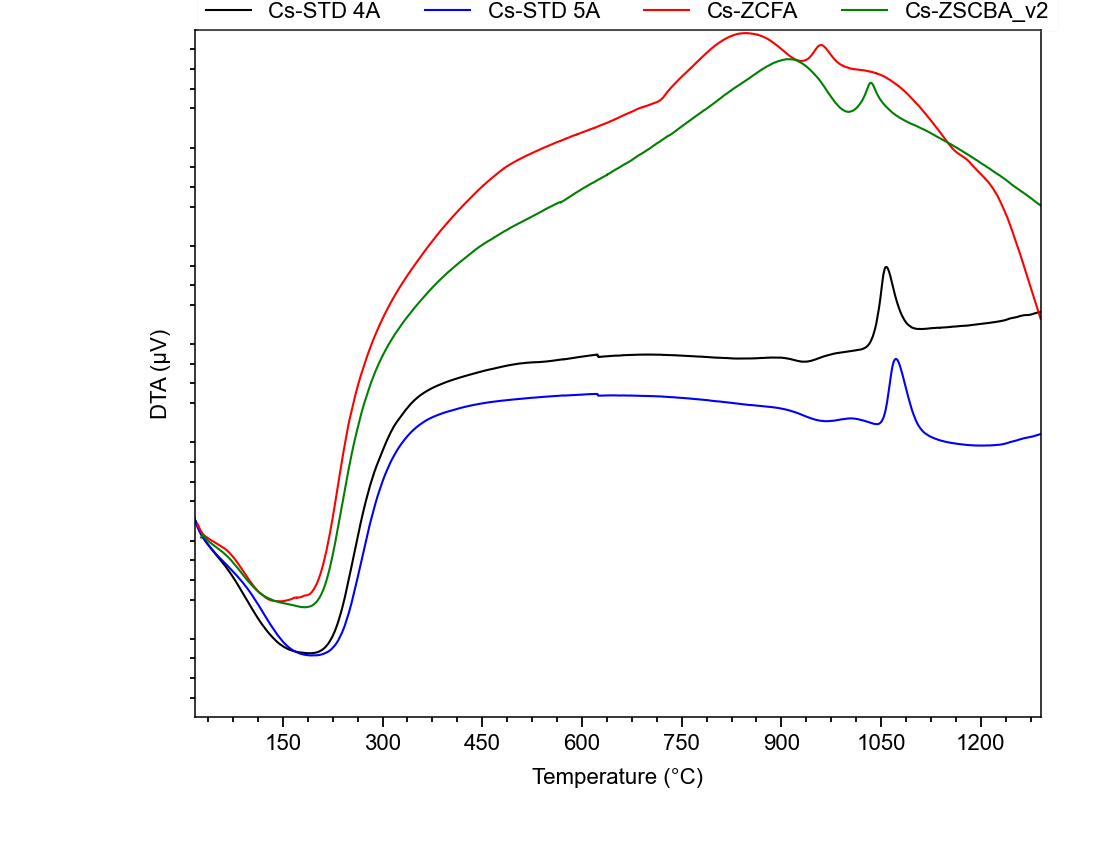 Cs-STD 4A Cs-STD 5A Cs-ZCFA Cs-ZSCBA_v2
DTA (μV)
150 300 450 600 750 900 1050 1200
Temperature (°C)